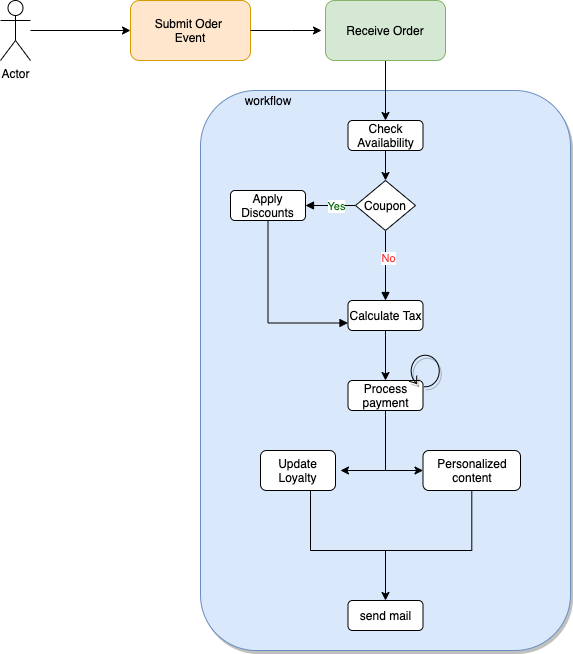 Submit Oder
Event
Receive Order
Actor
workflow
Check
Availability
Apply
Discounts
Yes
Coupon
No
Calculate Tax
Process
payment
Update
Loyalty
Personalized
content
send mail